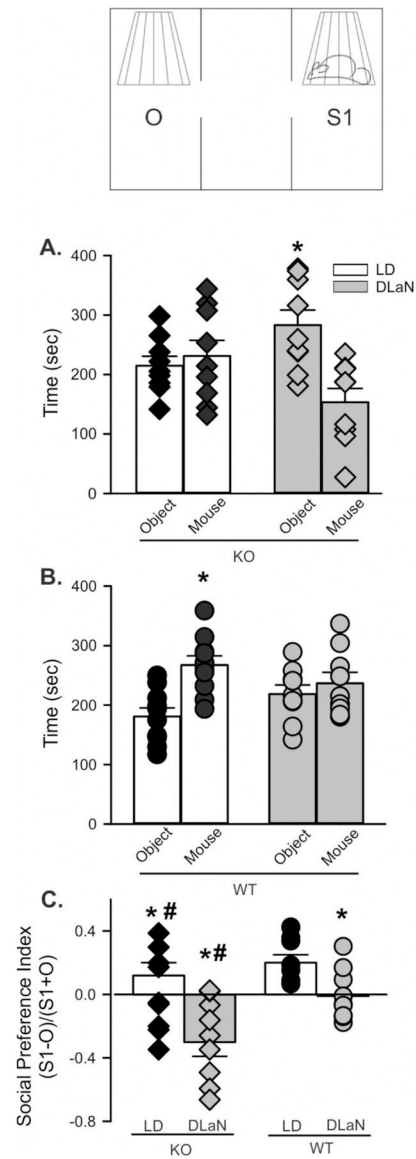 O S1
A.
400
300
200
100
0
Time (sec)
*
LD
DLaN
Object Mouse Object Mouse
KO
B.
400
300
200
100
0
Time (sec)
*
Object Mouse Object Mouse
WT
C.
0.4
0.0
-0.4
-0.8
Social Preference Index
(S1-O)/(S1+O)
*# *# *
LD DLaN LD DLaN
KO WT